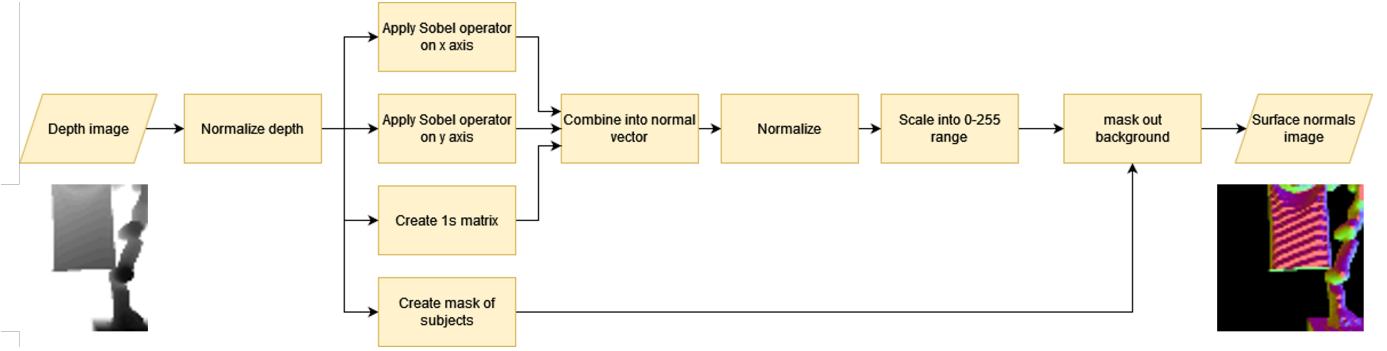 Depth image
Normalize depth
Apply Sobel operator
on x axis
Apply Sobel operator
on y axis
Create 1s matrix
Create mask of
subjects
Combine into normal
vector
Normalize
Scale into 0-255
range
mask out
background
Surface normals
image